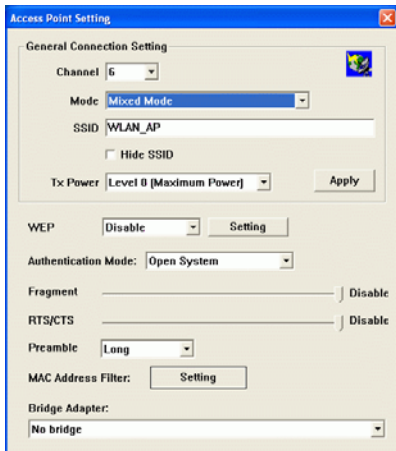 Access Point Setting
General Connection Setting
Channel 6
Mode Mixed Mode
SSID WLAN_AP
Hide SSID
Tx Power Level 0 (Maximum Power) Apply
WEP Disable Setting
Authentication Mode: Open System
Fragment Disable
RTS/CTS Disable
Preamble Long
MAC Address Filter: Setting
Bridge Adapter:
No bridge